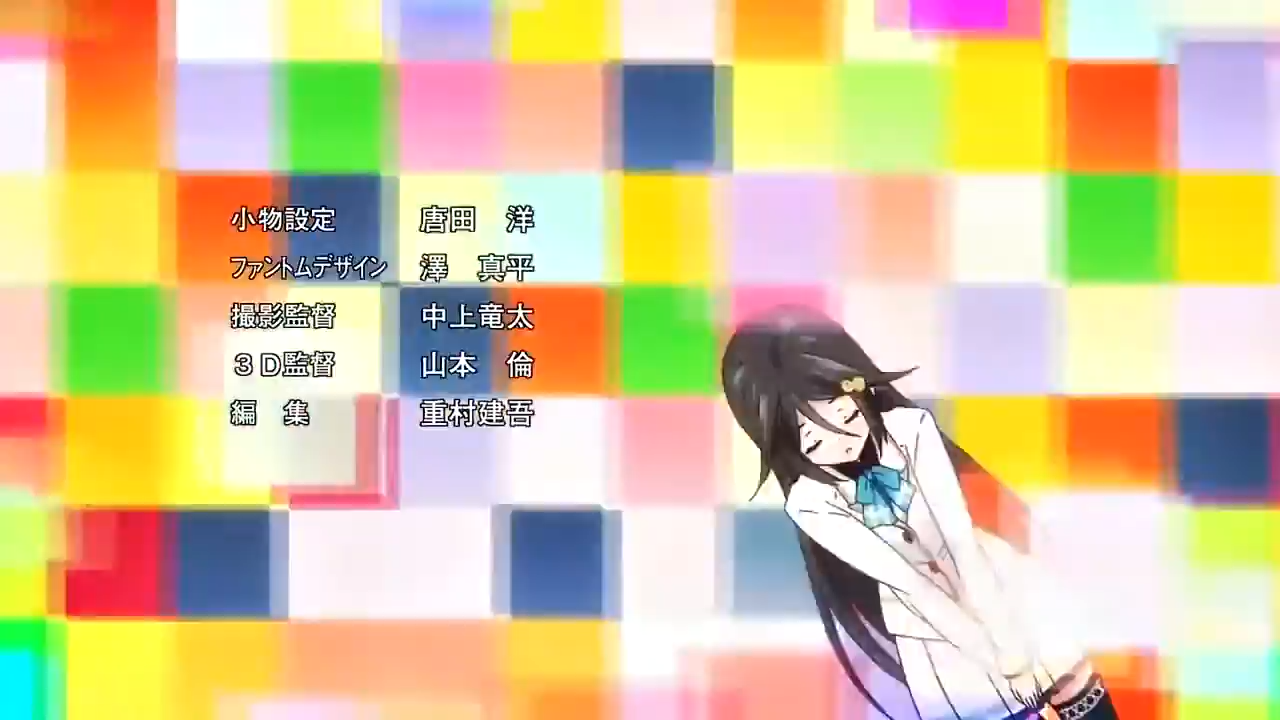 小物設定　唐田　洋
ファントムデザイン　澤　真平
撮影監督　中上竜太
３Ｄ監督　山本　倫
編　集　重村建吾